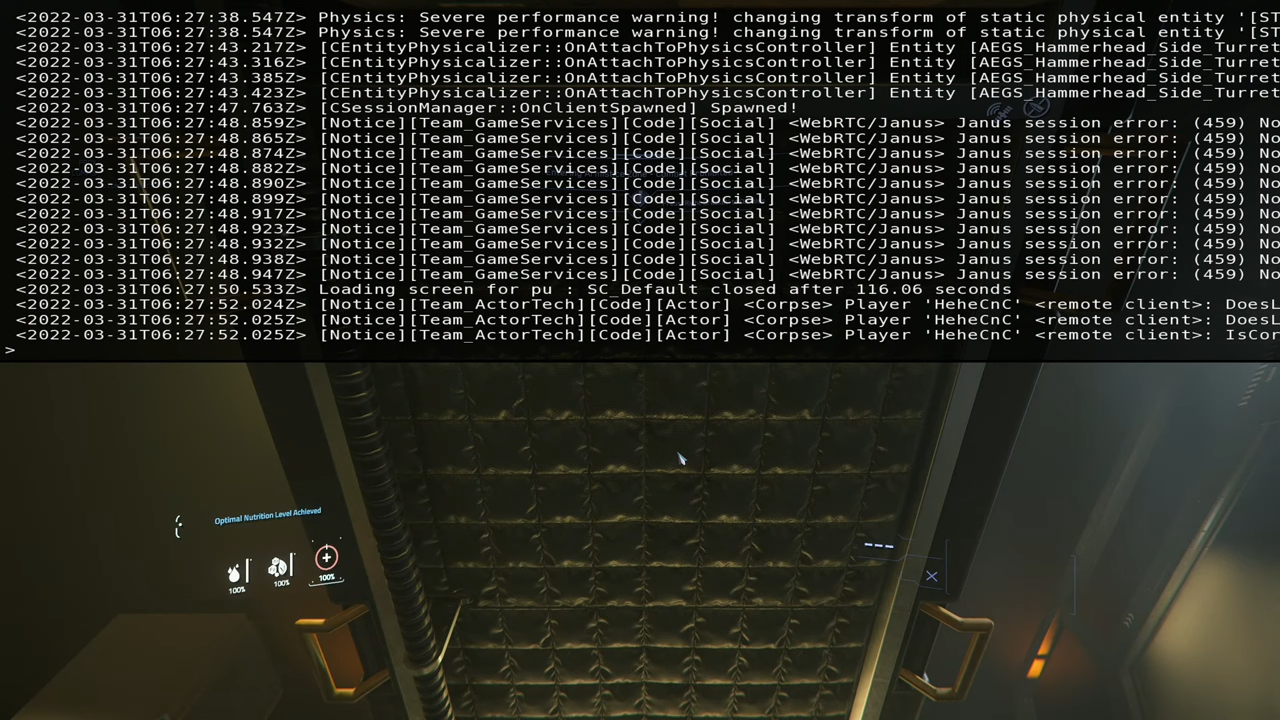 <2022-03-31T06:27:38.547Z> Physics: Severe performance warning! changing transform of static physical entity '[ST
<2022-03-31T06:27:38.547Z> Physics: Severe performance warning! changing transform of static physical entity '[ST
<2022-03-31T06:27:43.217Z> [CEntityPhysicalizer::OnAttachToPhysicsController] Entity [AEGS_Hammerhead_Side_Turret
<2022-03-31T06:27:43.316Z> [CEntityPhysicalizer::OnAttachToPhysicsController] Entity [AEGS_Hammerhead_Side_Turret
<2022-03-31T06:27:43.385Z> [CEntityPhysicalizer::OnAttachToPhysicsController] Entity [AEGS_Hammerhead_Side_Turret
<2022-03-31T06:27:43.423Z> [CEntityPhysicalizer::OnAttachToPhysicsController] Entity [AEGS_Hammerhead_Side_Turret
<2022-03-31T06:27:47.763Z> [CSessionManager::OnClientSpawned] Spawned!
<2022-03-31T06:27:48.859Z> [Notice][Team_GameServices][Code][Social] <WebRTC/Janus> Janus session error: (459) No
<2022-03-31T06:27:48.865Z> [Notice][Team_GameServices][Code][Social] <WebRTC/Janus> Janus session error: (459) No
<2022-03-31T06:27:48.874Z> [Notice][Team_GameServices][Code][Social] <WebRTC/Janus> Janus session error: (459) No
<2022-03-31T06:27:48.882Z> [Notice][Team_GameServices][Code][Social] <WebRTC/Janus> Janus session error: (459) No
<2022-03-31T06:27:48.890Z> [Notice][Team_GameServices][Code][Social] <WebRTC/Janus> Janus session error: (459) No
<2022-03-31T06:27:48.899Z> [Notice][Team_GameServices][Code][Social] <WebRTC/Janus> Janus session error: (459) No
<2022-03-31T06:27:48.917Z> [Notice][Team_GameServices][Code][Social] <WebRTC/Janus> Janus session error: (459) No
<2022-03-31T06:27:48.923Z> [Notice][Team_GameServices][Code][Social] <WebRTC/Janus> Janus session error: (459) No
<2022-03-31T06:27:48.932Z> [Notice][Team_GameServices][Code][Social] <WebRTC/Janus> Janus session error: (459) No
<2022-03-31T06:27:48.938Z> [Notice][Team_GameServices][Code][Social] <WebRTC/Janus> Janus session error: (459) No
<2022-03-31T06:27:48.947Z> [Notice][Team_GameServices][Code][Social] <WebRTC/Janus> Janus session error: (459) No
<2022-03-31T06:27:50.533Z> Loading screen for pu : SC_Default closed after 116.06 seconds
<2022-03-31T06:27:52.024Z> [Notice][Team_ActorTech][Code][Actor] <Corpse> Player 'HeheCnC' <remote client>: DoesL
<2022-03-31T06:27:52.025Z> [Notice][Team_ActorTech][Code][Actor] <Corpse> Player 'HeheCnC' <remote client>: DoesL
<2022-03-31T06:27:52.025Z> [Notice][Team_ActorTech][Code][Actor] <Corpse> Player 'HeheCnC' <remote client>: IsCor
>
Optimal Nutrition Level Achieved
100% 100% 100%